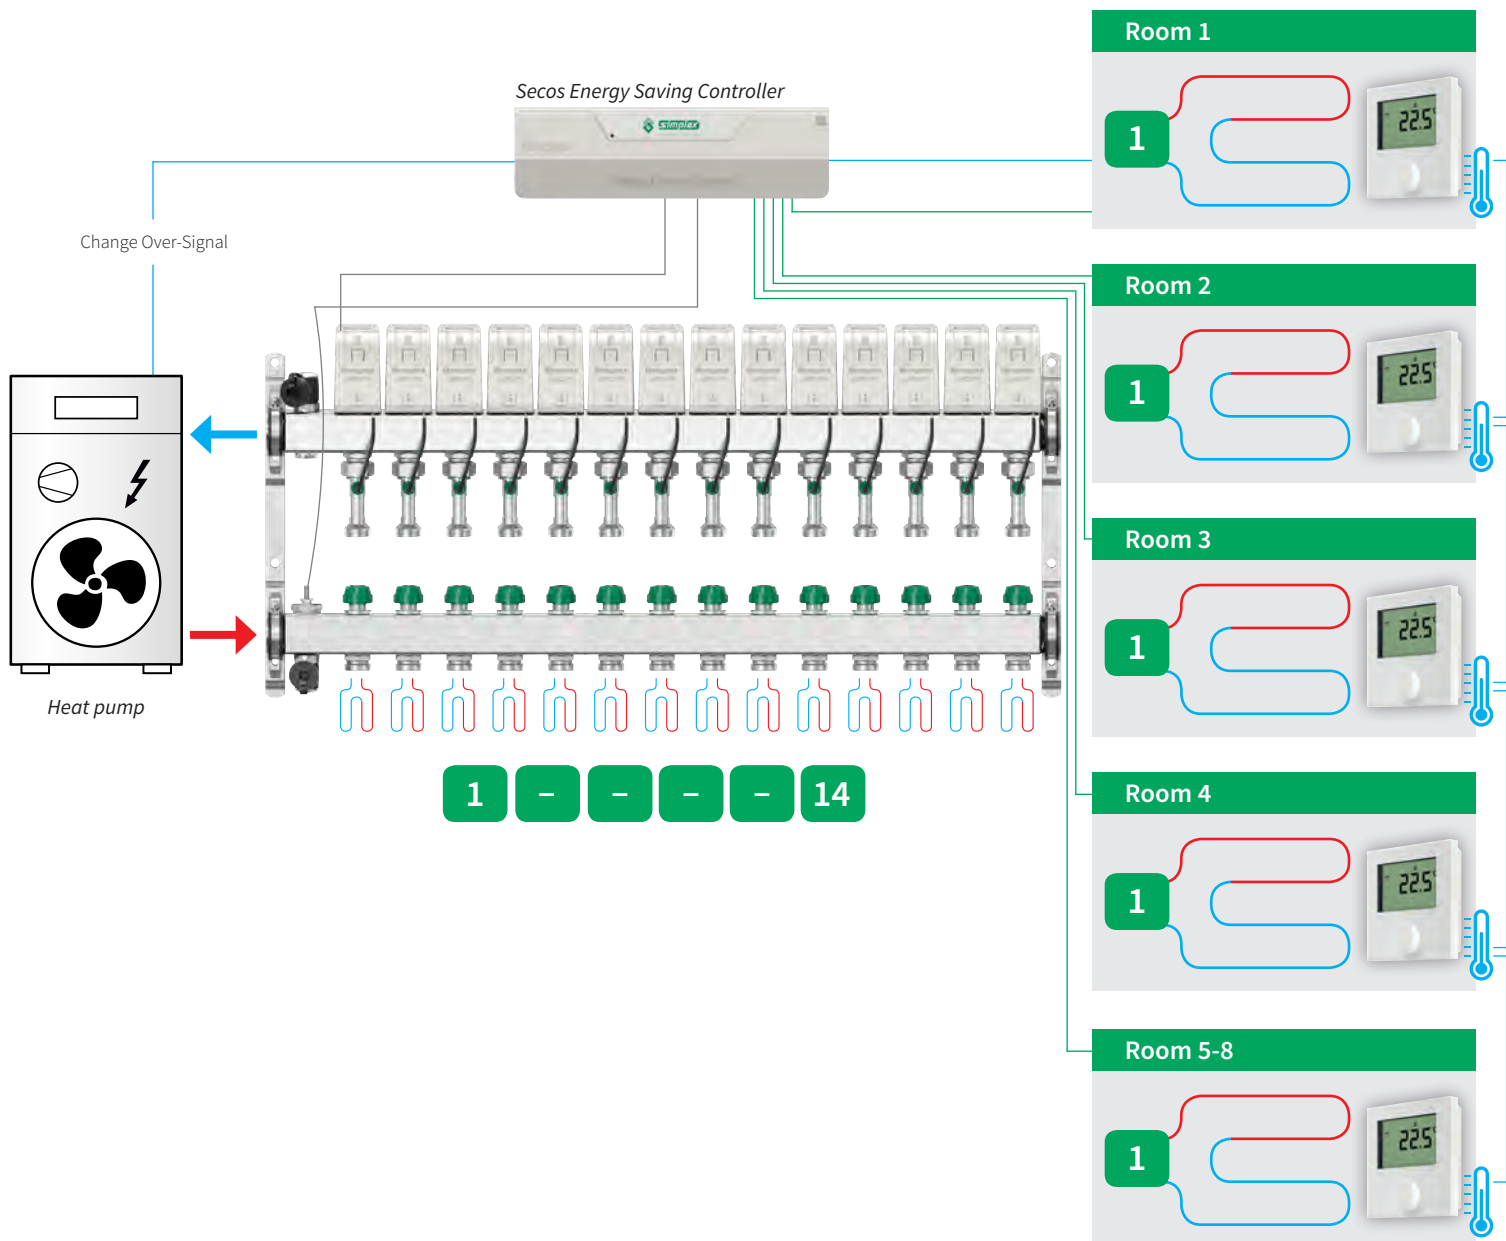 Room 1
Secos Energy Saving Controller
simplex
1
22.5°
Change Over-Signal
Room 2
1
22.5°
Room 3
1
22.5°
Heat pump
1 – – – – 14
Room 4
1
22.5°
Room 5-8
1
22.5°